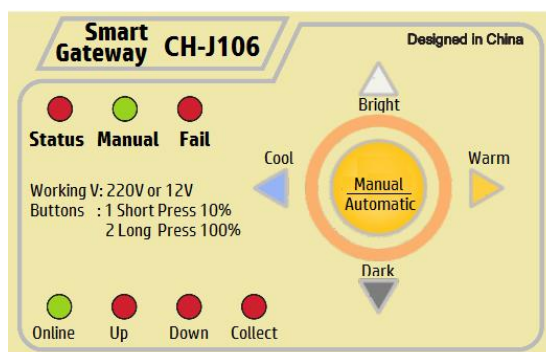 Smart
Gateway CH-J106
Designed in China
Status Manual Fail
Bright
Cool
Warm
Manual
Automatic
Working V: 220V or 12V
Buttons : 1 Short Press 10%
2 Long Press 100%
Dark
Online Up Down Collect